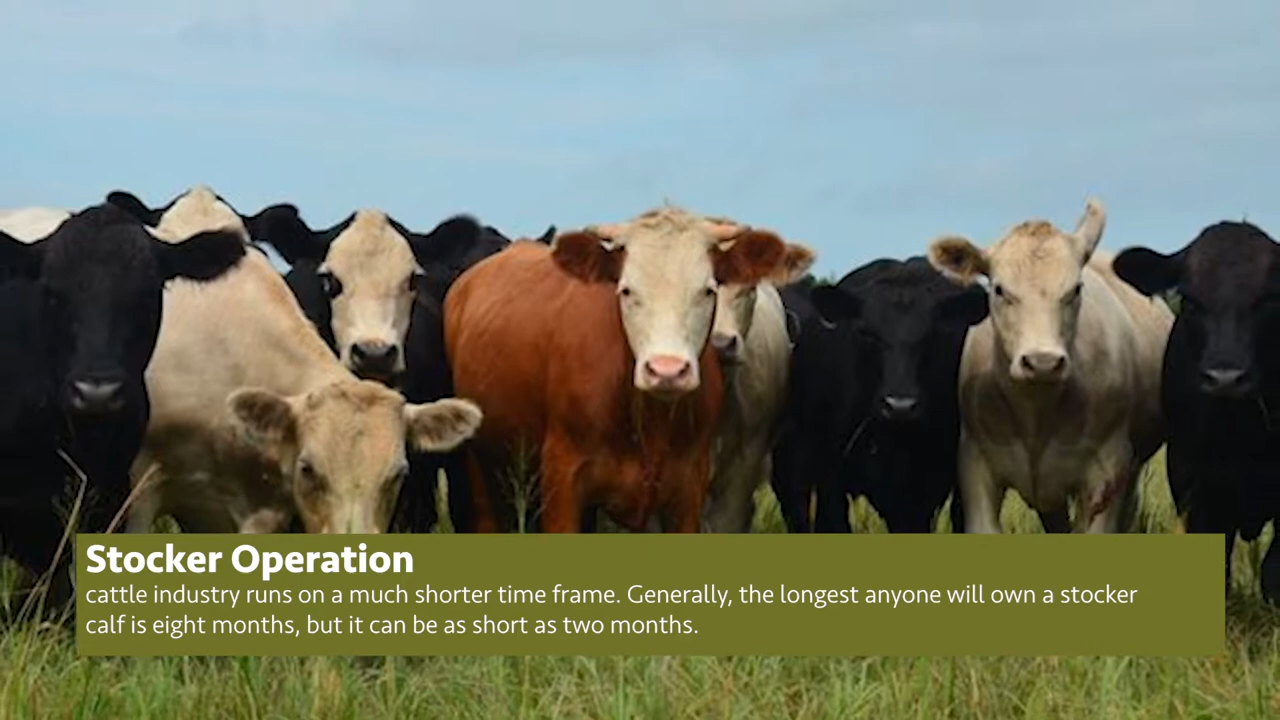 Stocker Operation
cattle industry runs on a much shorter time frame. Generally, the longest anyone will own a stocker
calf is eight months, but it can be as short as two months.